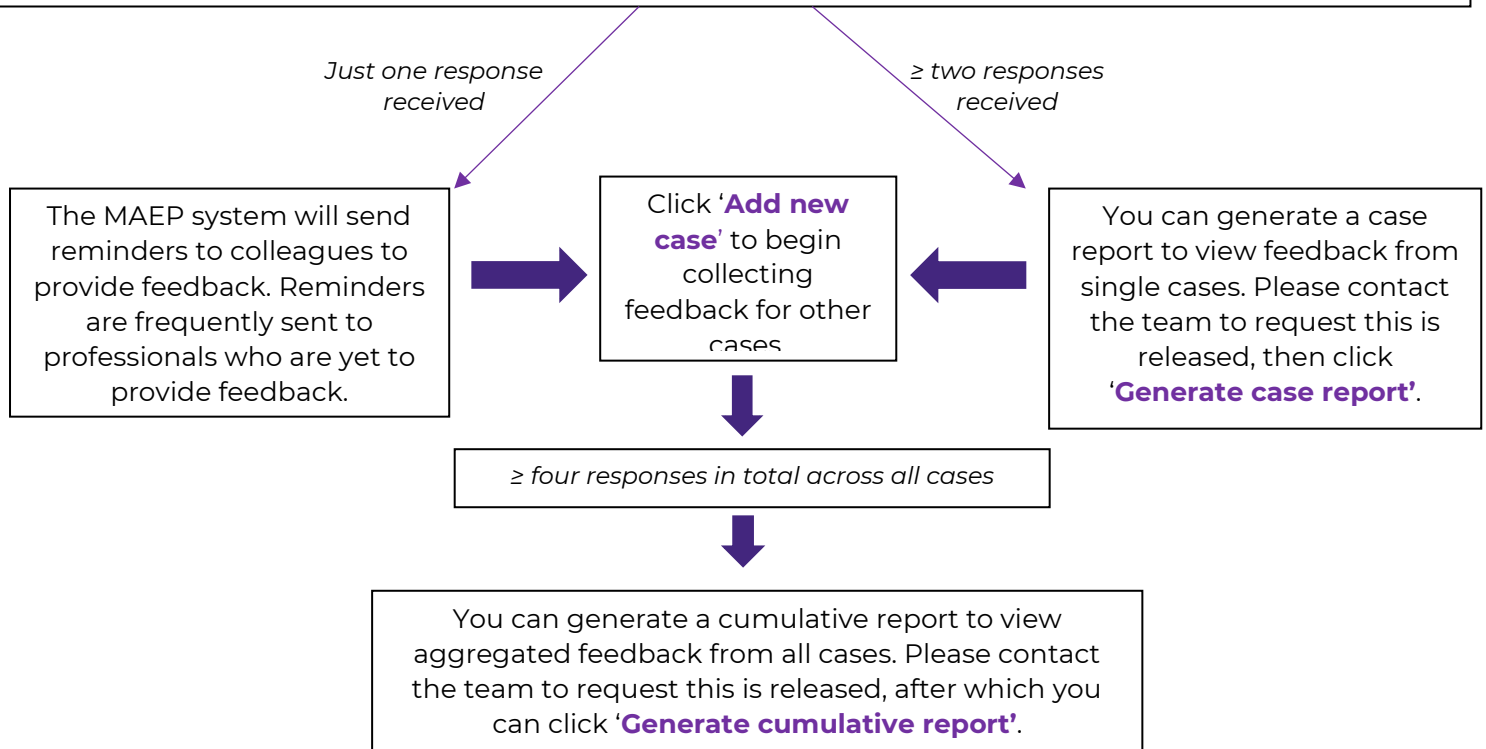 Just one response
received
≥ two responses
received
The MAEP system will send
reminders to colleagues to
provide feedback. Reminders
are frequently sent to
professionals who are yet to
provide feedback.
Click ‘Add new
case’ to begin
collecting
feedback for other
cases
You can generate a case
report to view feedback from
single cases. Please contact
the team to request this is
released, then click
‘Generate case report’.
≥ four responses in total across all cases
You can generate a cumulative report to view
aggregated feedback from all cases. Please contact
the team to request this is released, after which you
can click ‘Generate cumulative report’.